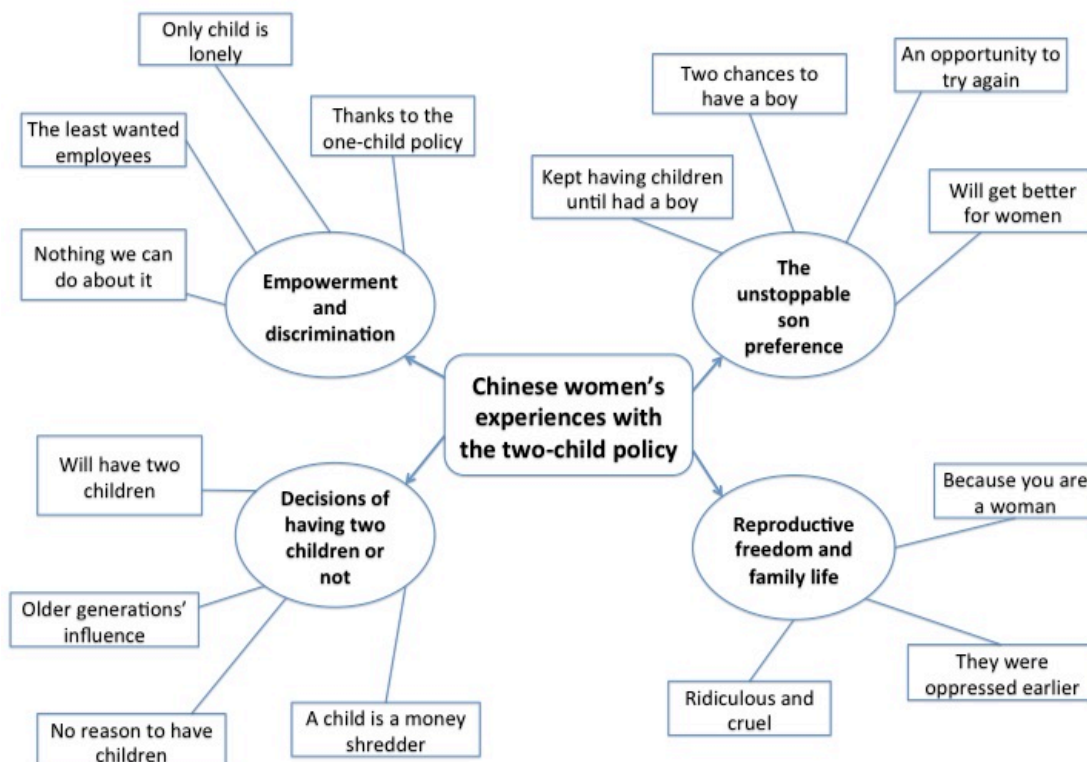 Only child is
lonely
The least wanted
employees
Thanks to the
one-child policy
Nothing we can
do about it
Empowerment
and
discrimination
Two chances to
have a boy
An opportunity to
try again
Kept having children
until had a boy
Will get better
for women
The
unstoppable
son
preference
Chinese women’s
experiences with
the two-child policy
Will have two
children
Decisions of
having two
children or
not
Older generations’
influence
No reason to have
children
A child is a money
shredder
Because you are
a woman
Reproductive
freedom and
family life
They were
oppressed earlier
Ridiculous and
cruel